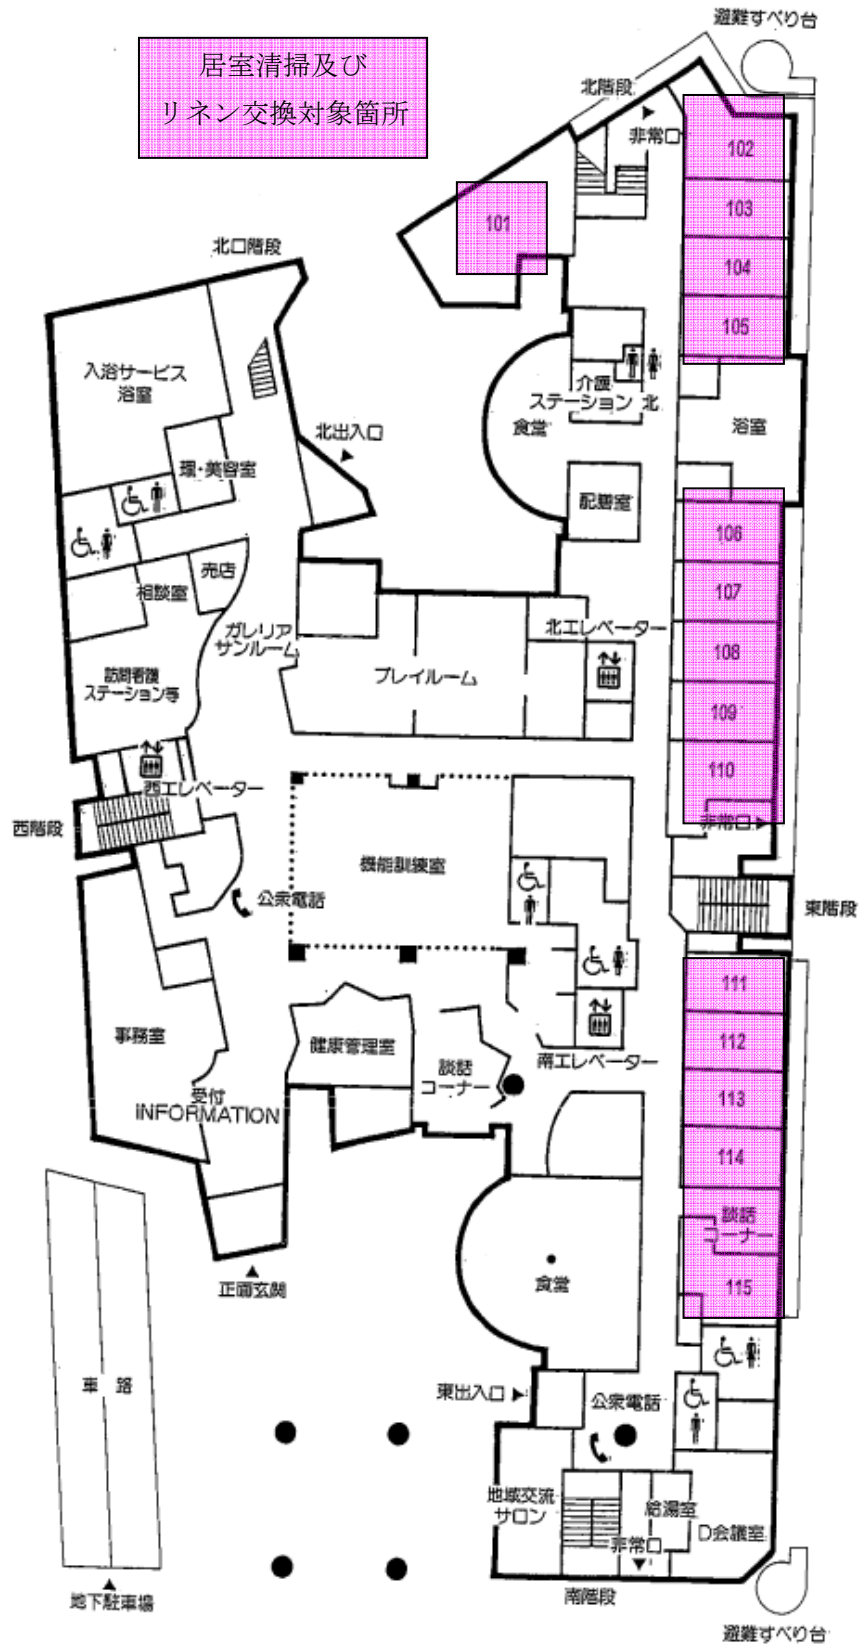 避難すべり台
居室清掃及び
リネン交換対象箇所
北階段
非常口
102
103
101
104
105
北口階段
入浴サービス
浴室
介護
ステーション 北
食堂
浴室
北出入口
理・美容室
配膳室
106
売店
相談室
107
ガレリア
サンルーム
北エレベーター
108
訪問看護
ステーション等
プレイルーム
109
110
西エレベーター
西階段
非常口
機能訓練室
公衆電話
東階段
111
事務室
健康管理室
112
談話
コーナー
南エレベーター
受付
INFORMATION
113
114
談話
コーナー
正面玄関
食堂
115
車路
東出入口
公衆電話
地域交流
サロン
給湯室
D会議室
非常口
地下駐車場
南階段
避難すべり台